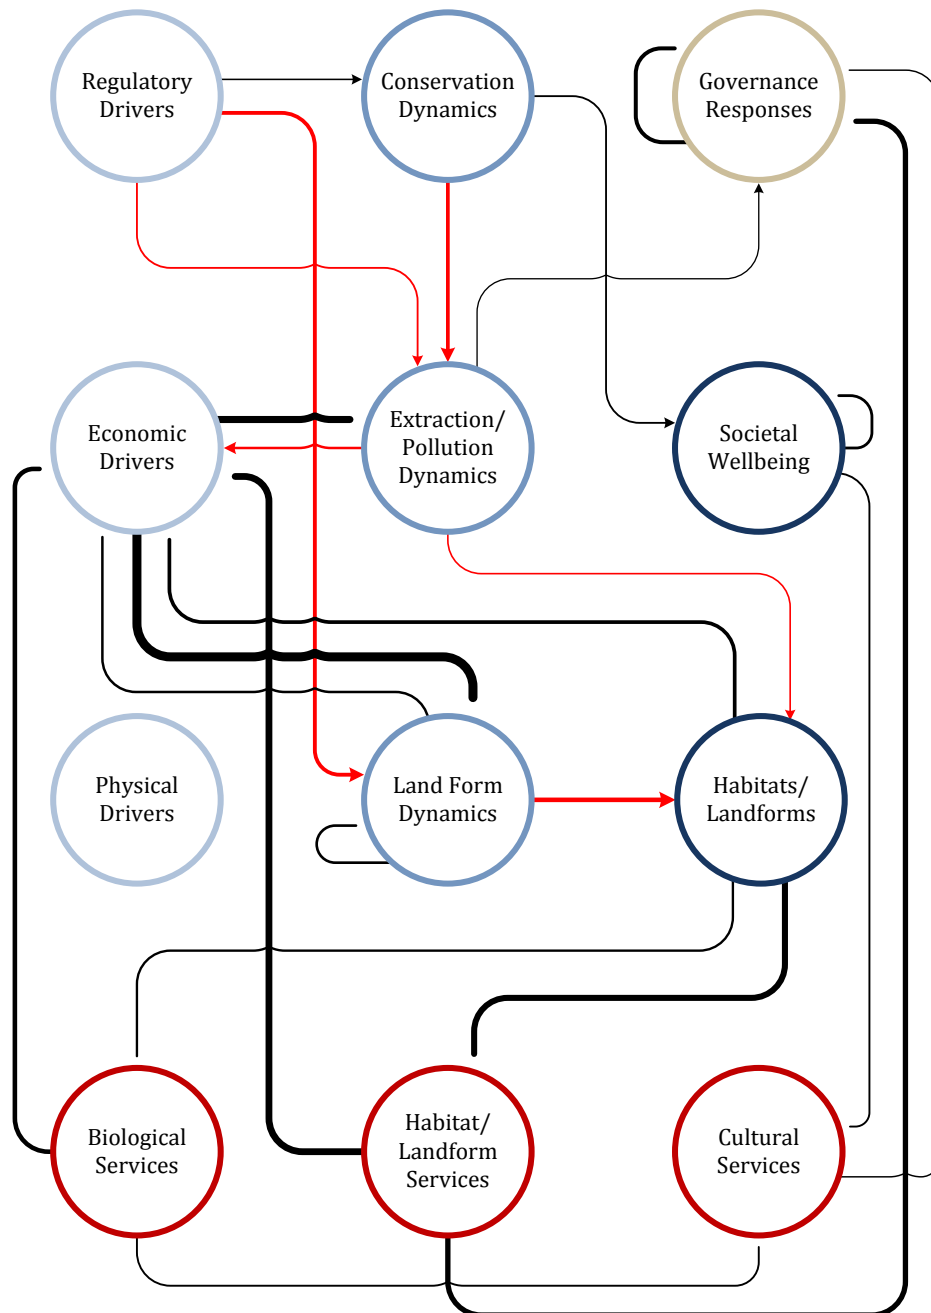 Regulatory
Drivers
Conservation
Dynamics
Governance
Responses
Economic
Drivers
Extraction/
Pollution
Dynamics
Societal
Wellbeing
Physical
Drivers
Land Form
Dynamics
Habitats/
Landforms
Biological
Services
Habitat/
Landform
Services
Cultural
Services